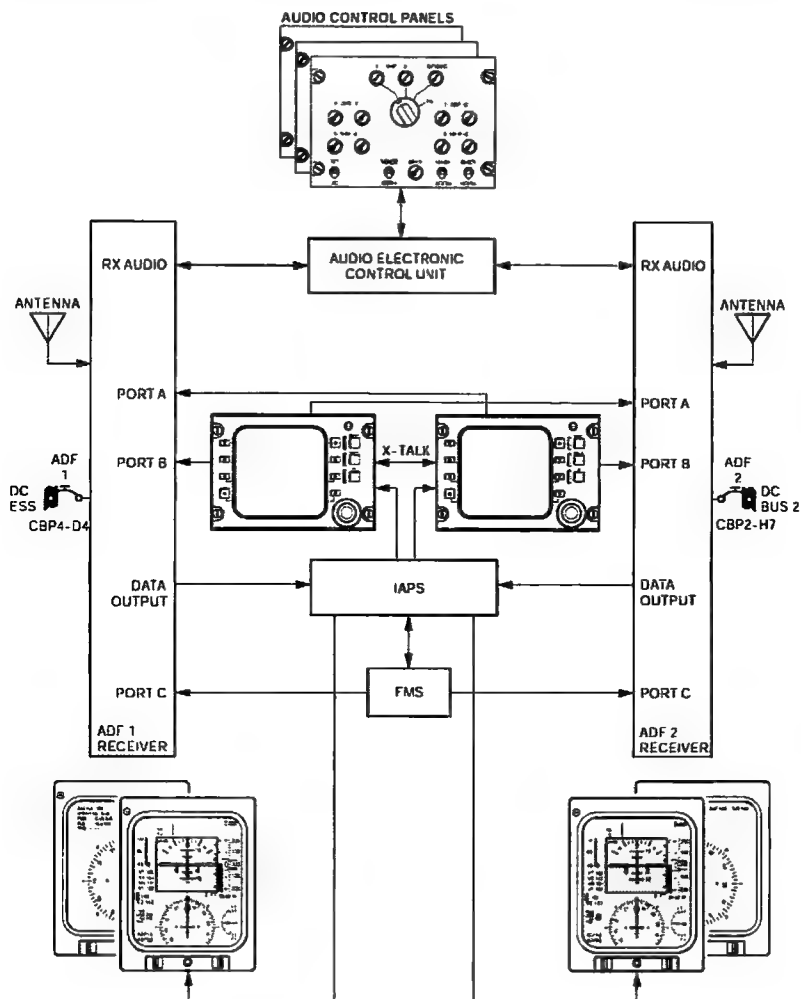 AUDIO CONTROL PANELS
RX AUDIO
AUDIO ELECTRONIC
CONTROL UNIT
RX AUDIO
ANTENNA
ANTENNA
PORT A
PORT A
X-TALK
PORT B
PORT B
ADF
1
DC
ESS
CBP4-D4
ADF
2
DC
BUS 2
CBP2-H7
DATA
OUTPUT
IAPS
DATA
OUTPUT
PORT C
FMS
PORT C
ADF 1
RECEIVER
ADF 2
RECEIVER